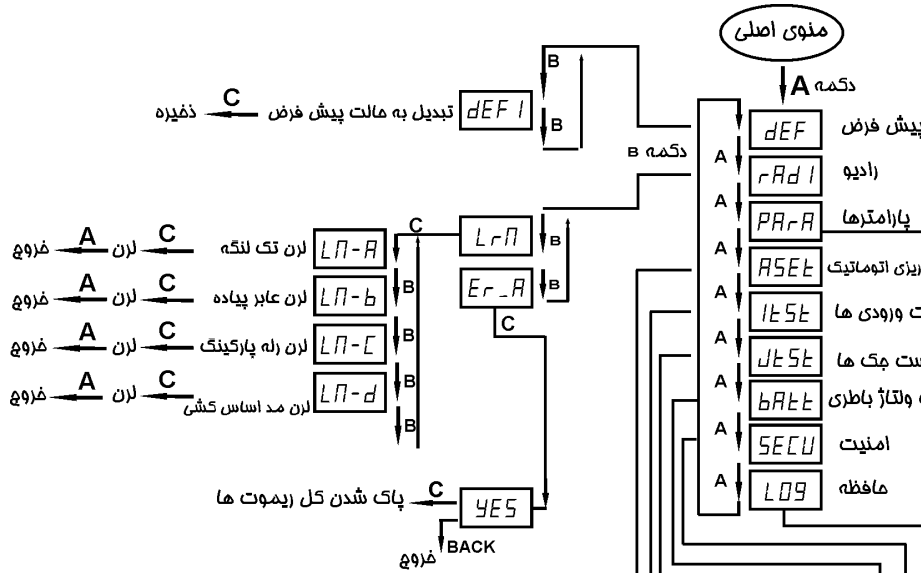 منوی اصلی
دکمه A
dEF پیش فرض
A
rAdI رادیو
A
PArA پارامترها
A
ASEt ریزی اتوماتیک
A
ItSt ت ورودی ها
A
JtSt ست جک ها
A
bAtt ولتاژ باطری
A
SECU امنیت
A
LOg حافظه
دکمه B
B
B
dEF1 تبدیل به حالت پیش فرض C ذخیره
LrN
B
Er_A
B
C
C
LN-A لرن تک لنگه C لرن A خروج
B
LN-b لرن عابر پیاده C لرن A خروج
B
LN-C لرن رله پارکینگ C لرن A خروج
B
LN-d لرن مد اساس کشی C لرن A خروج
B
YES C پاک شدن کل ریموت ها
BACK خروج